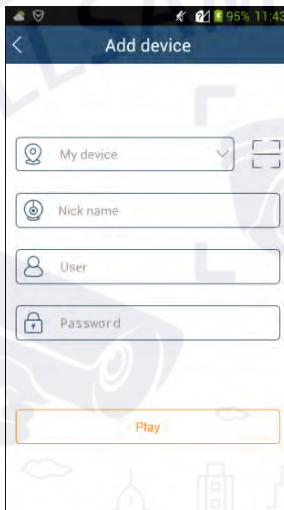 95% 11:43
Add device
My device
Nick name
User
Password
Play